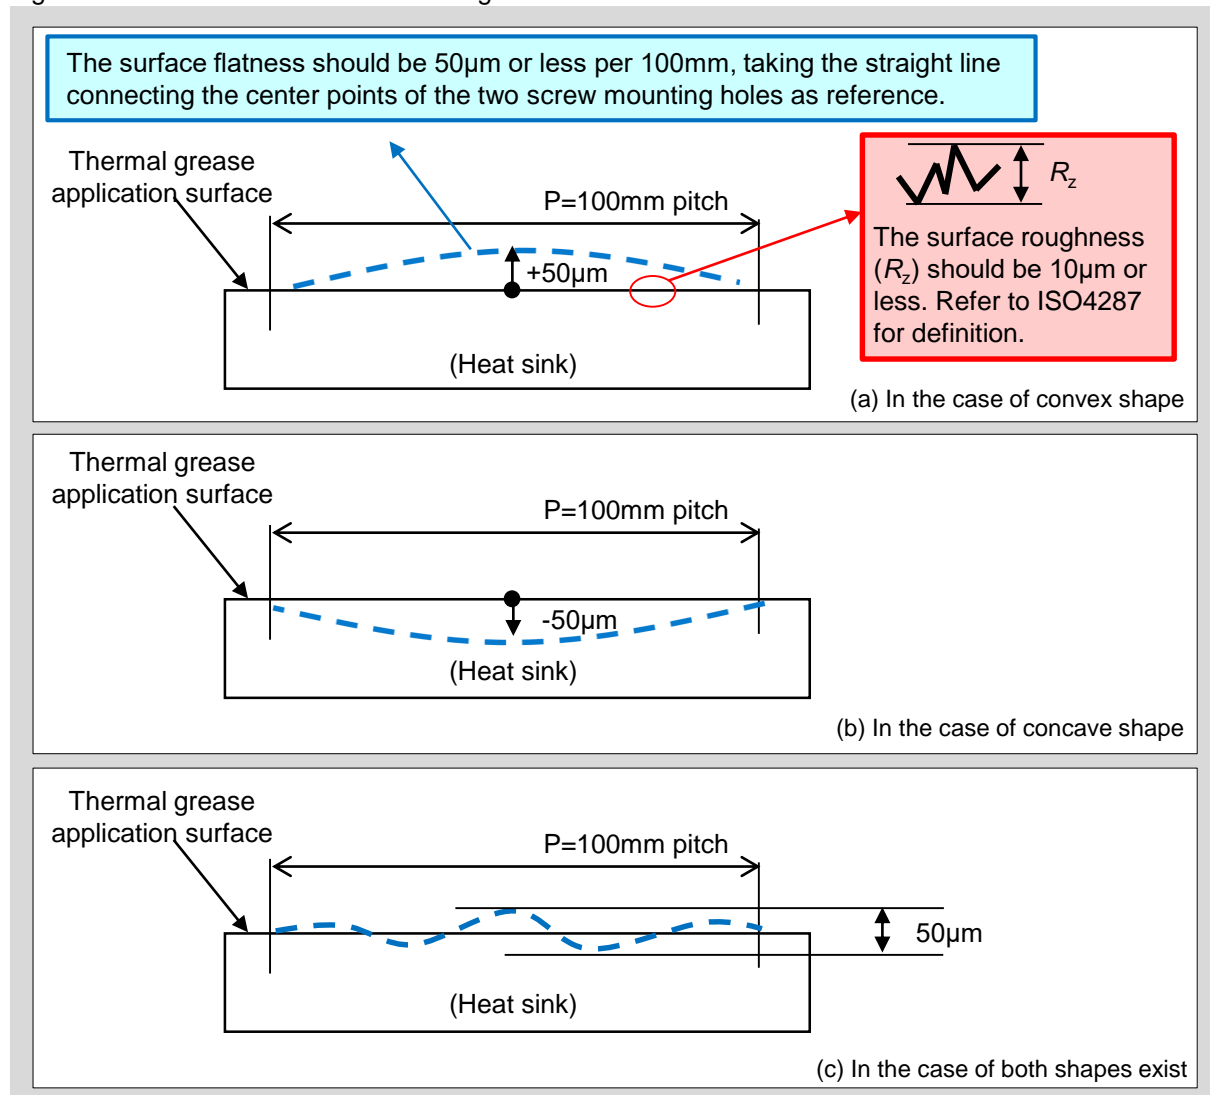 The surface flatness should be 50µm or less per 100mm, taking the straight line
connecting the center points of the two screw mounting holes as reference.
Thermal grease
application surface
P=100mm pitch
+50µm
(Heat sink)
Rz
The surface roughness
(Rz) should be 10µm or
less. Refer to ISO4287
for definition.
(a) In the case of convex shape
Thermal grease
application surface
P=100mm pitch
-50µm
(Heat sink)
(b) In the case of concave shape
Thermal grease
application surface
P=100mm pitch
50µm
(Heat sink)
(c) In the case of both shapes exist